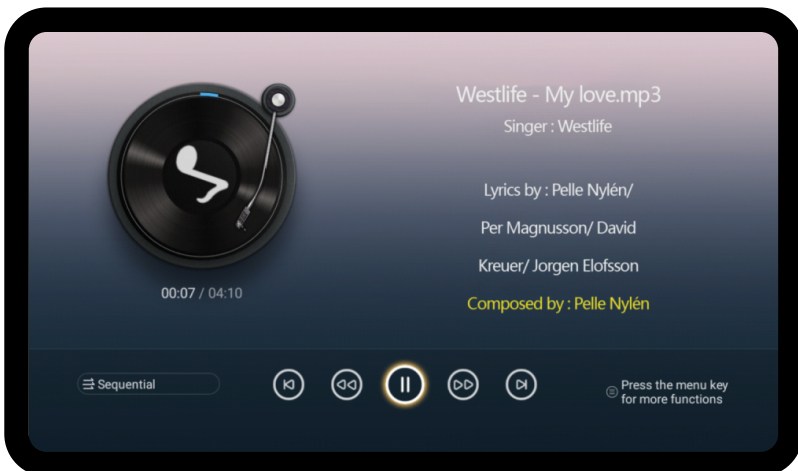 Westlife - My love.mp3
Singer : Westlife
Lyrics by : Pelle Nylén/
Per Magnusson/ David
Kreuer/ Jorgen Elofsson
Composed by : Pelle Nylén
00:07 / 04:10
Sequential
Press the menu key
for more functions